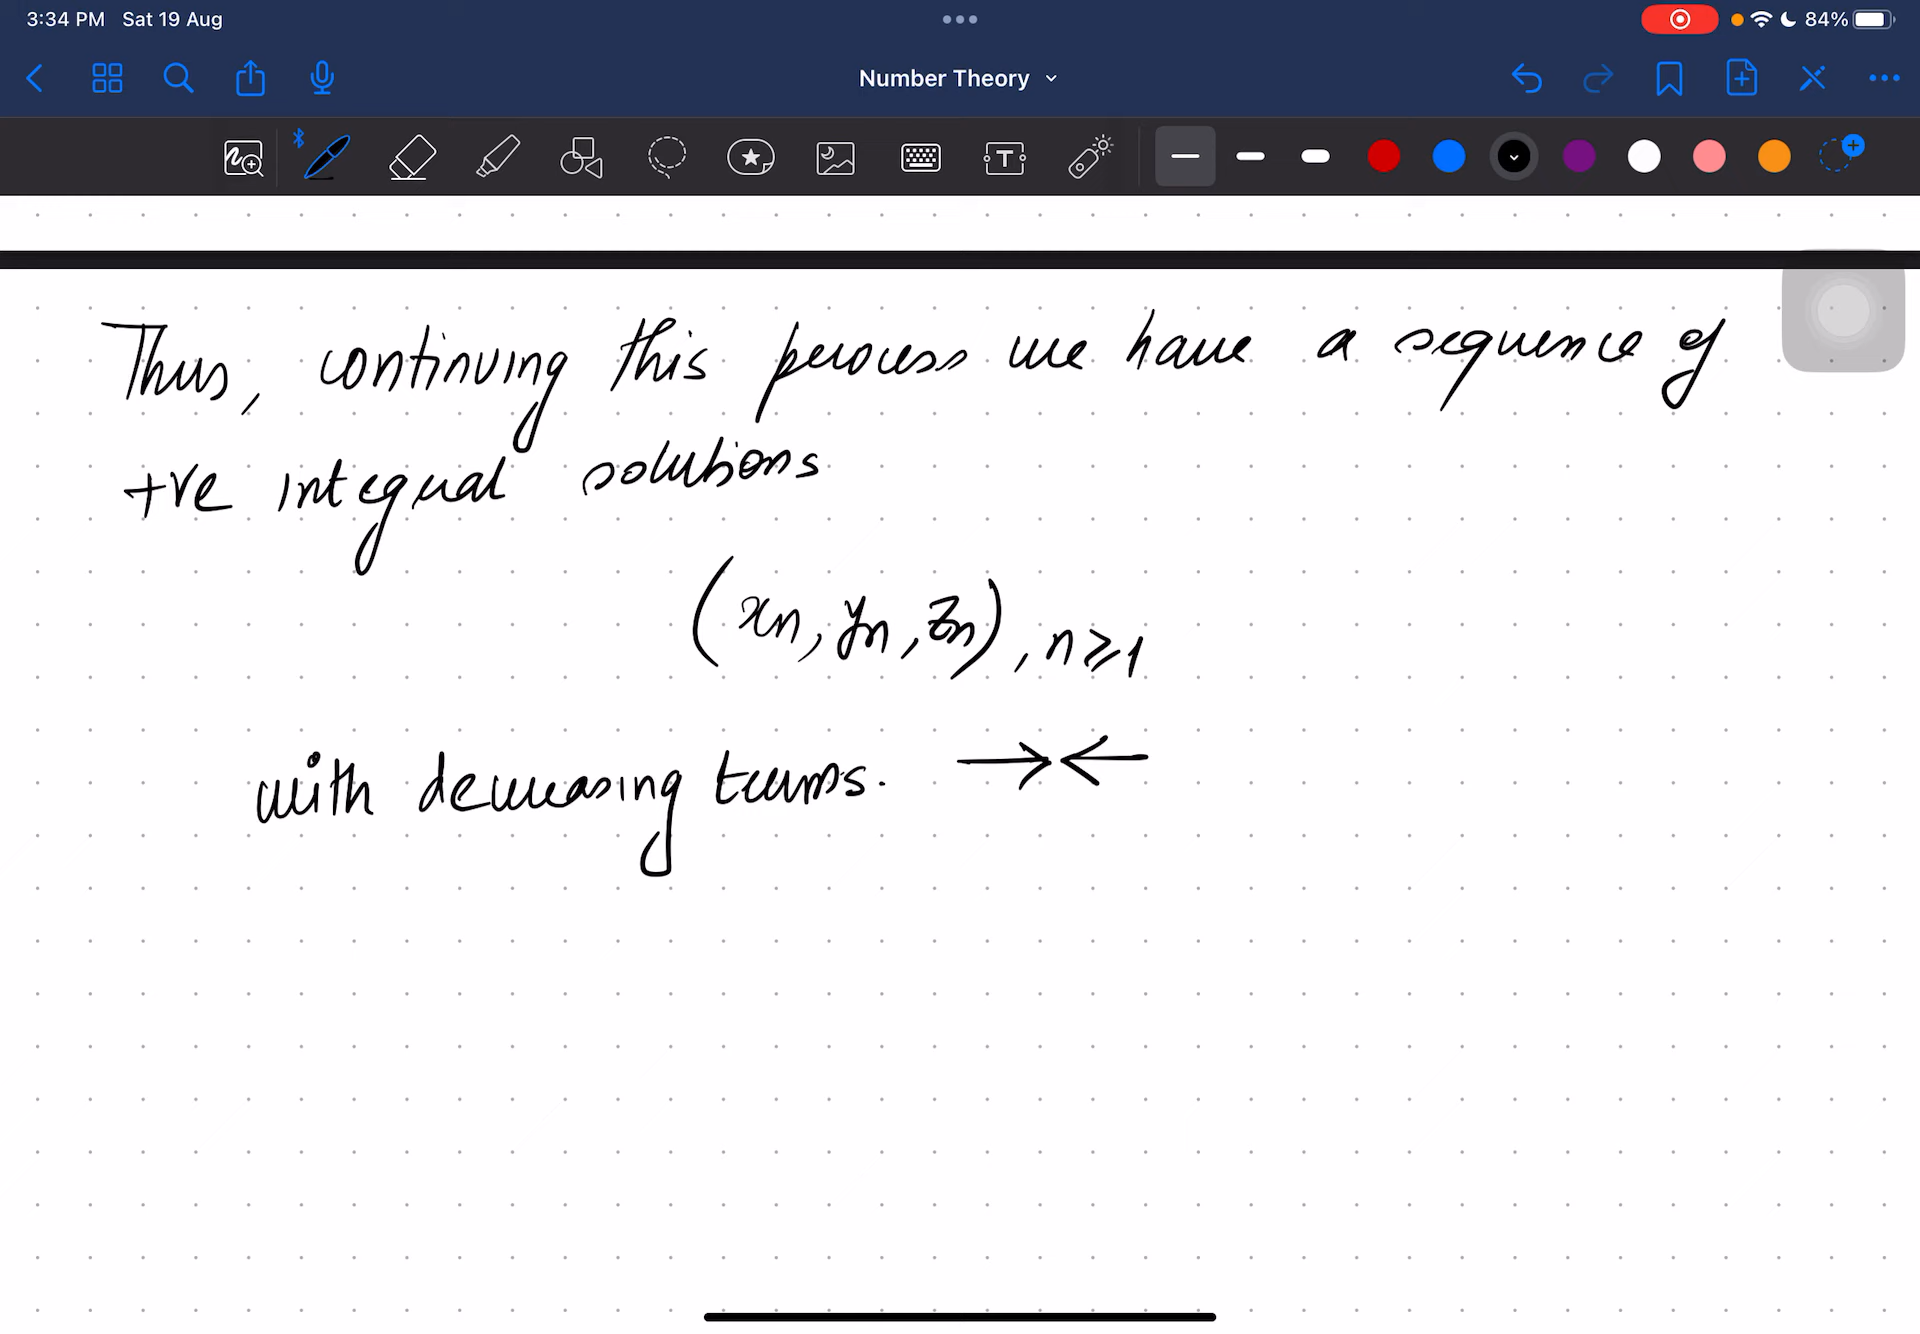 3:34 PM Sat 19 Aug
84%
Number Theory
T
Thus, continuing this process we have a sequence of
+ve integral solutions
(xn, yn, zn), n ⩾ 1
with decreasing terms. →←